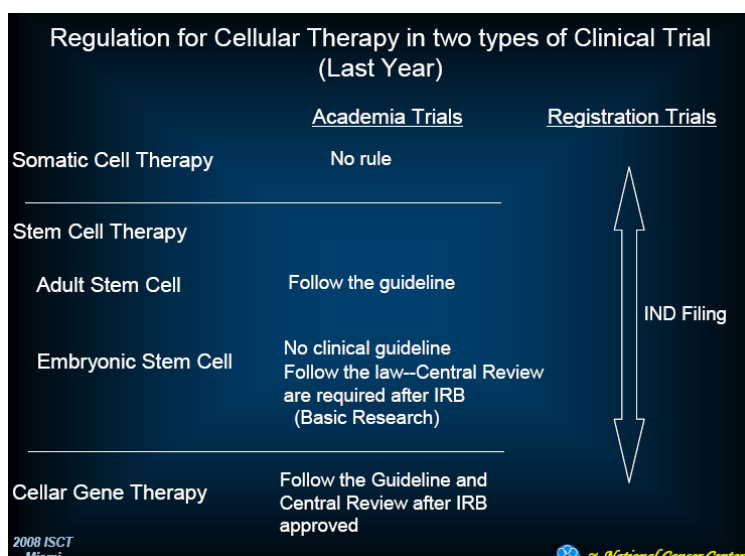 Regulation for Cellular Therapy in two types of Clinical Trial
(Last Year)
Academia Trials Registration Trials
Somatic Cell Therapy No rule
Stem Cell Therapy
Adult Stem Cell Follow the guideline
IND Filing
Embryonic Stem Cell No clinical guideline
Follow the law--Central Review
are required after IRB
(Basic Research)
Cellar Gene Therapy Follow the Guideline and
Central Review after IRB
approved
2008 ISCT
Miami
National Cancer Center